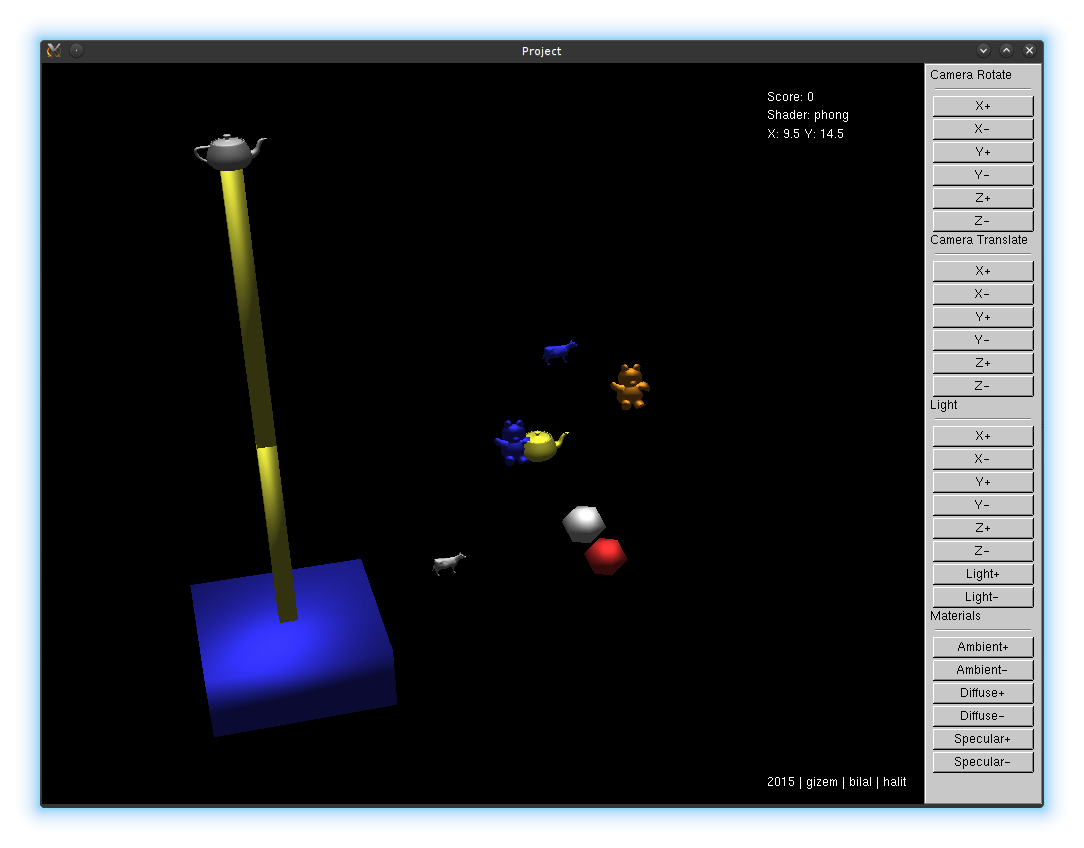 Project
Score: 0
Shader: phong
X: 9.5 Y: 14.5
2015 | gizem | bilal | halit
Camera Rotate
X+
X-
Y+
Y-
Z+
Z-
Camera Translate
X+
X-
Y+
Y-
Z+
Z-
Light
X+
X-
Y+
Y-
Z+
Z-
Light+
Light-
Materials
Ambient+
Ambient-
Diffuse+
Diffuse-
Specular+
Specular-